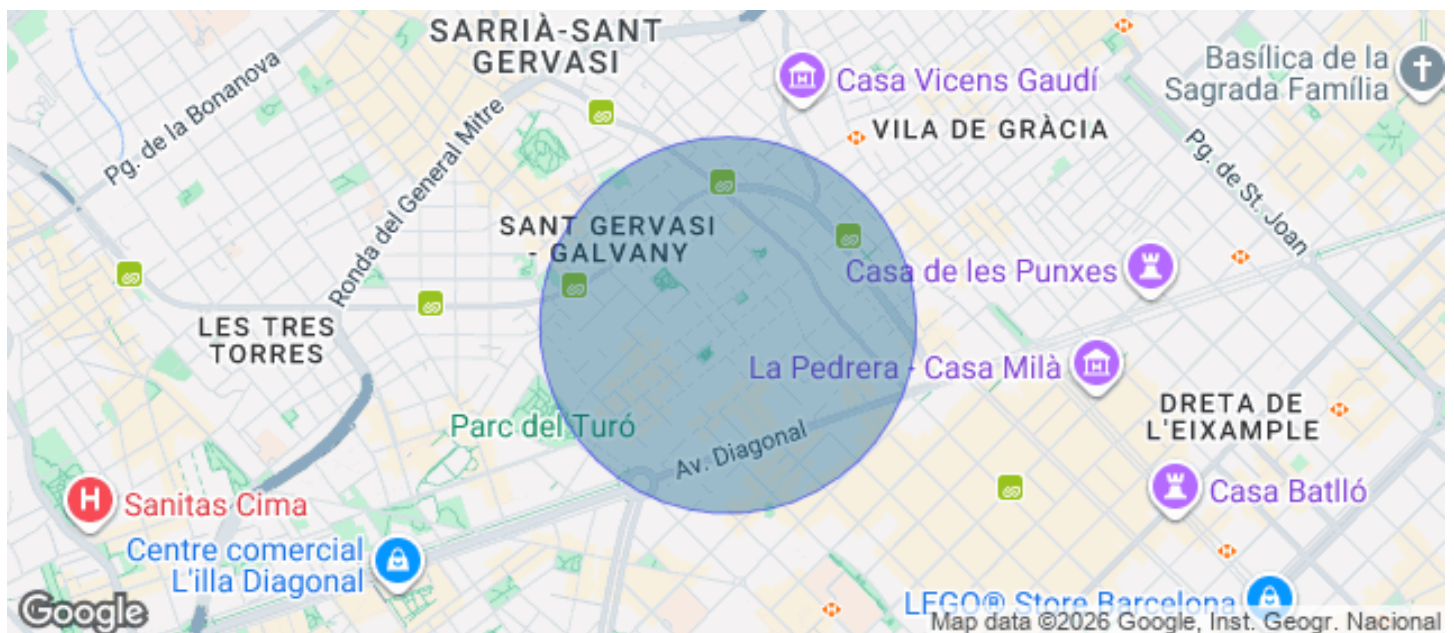 SARRIÀ-SANT
GERVASI
Pg. de la Bonanova
Ronda del General Mitre
Casa Vicens Gaudí
Basílica de la
Sagrada Família
VILA DE GRÀCIA
Pg. de St. Joan
SANT GERVASI
- GALVANY
Casa de les Punxes
LES TRES
TORRES
La Pedrera - Casa Milà
Parc del Turó
Av. Diagonal
DRETA DE
L'EIXAMPLE
H
Sanitas Cima
Casa Batlló
Centre comercial
L'illa Diagonal
LEGO® Store Barcelona
Google
Map data ©2026 Google, Inst. Geogr. Nacional